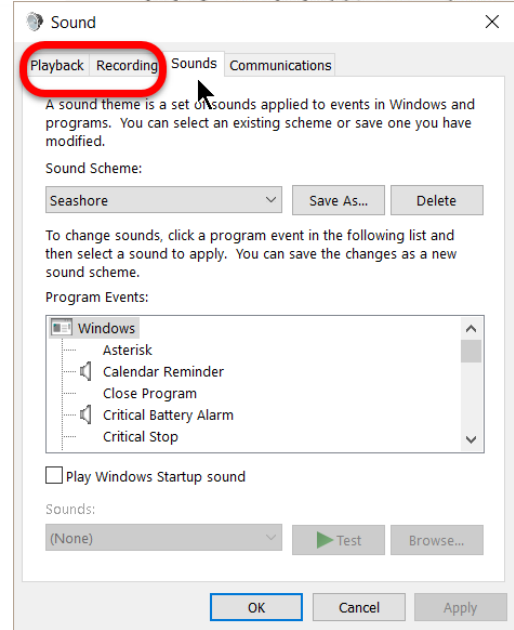 Sound
Playback Recording Sounds Communications
A sound theme is a set of sounds applied to events in Windows and
programs. You can select an existing scheme or save one you have
modified.
Sound Scheme:
Seashore Save As... Delete
To change sounds, click a program event in the following list and
then select a sound to apply. You can save the changes as a new
sound scheme.
Program Events:
Windows
Asterisk
Calendar Reminder
Close Program
Critical Battery Alarm
Critical Stop
Play Windows Startup sound
Sounds:
(None) Test Browse...
OK Cancel Apply